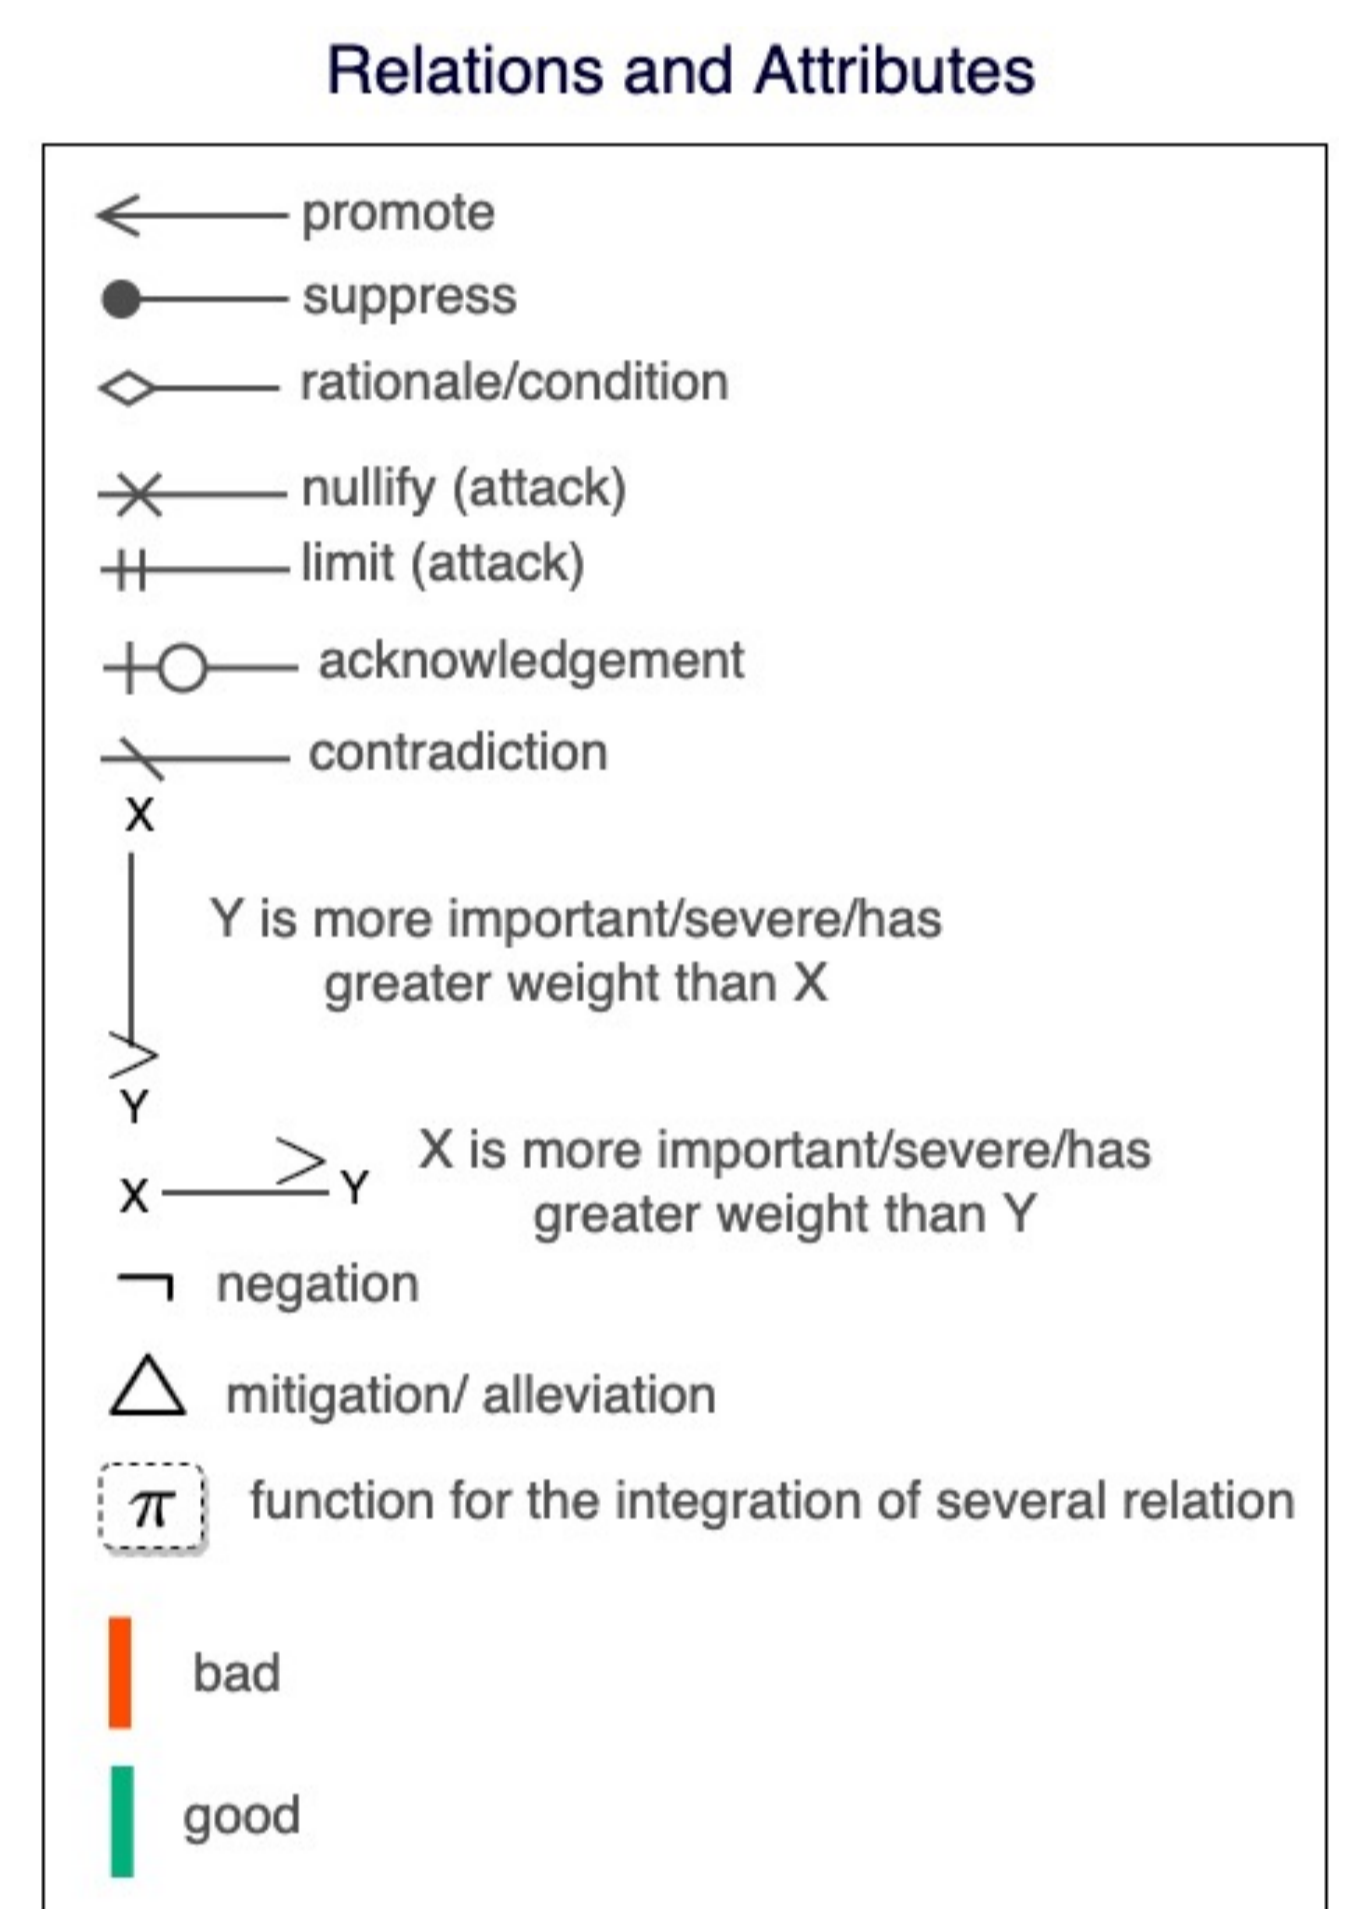 Relations and Attributes
promote
suppress
rationale/condition
nullify (attack)
limit (attack)
acknowledgement
contradiction
X
Y is more important/severe/has
greater weight than X
>
Y
X > Y
X is more important/severe/has
greater weight than Y
¬ negation
△ mitigation/ alleviation
π function for the integration of several relation
bad
good